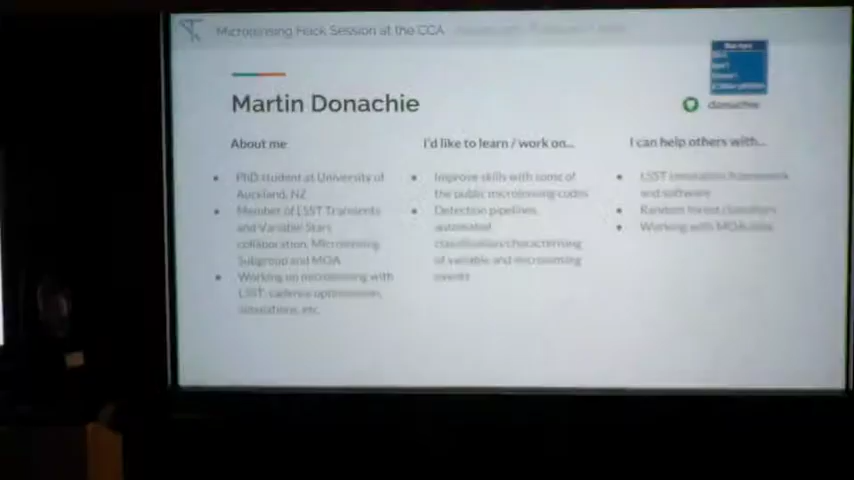 Microlensing Hack Session at the CCA
Martin Donachie
donachie
About me
PhD student at University of
Auckland, NZ
Member of LSST Transients
and Variable Stars
collaboration, Microlensing
Subgroup and MOA
Working on microlensing with
LSST: cadence optimisation,
simulations, etc.
I'd like to learn / work on...
Improve skills with some of
the public microlensing codes
Detection pipelines,
automated
classification/characterising
of variable and microlensing
events
I can help others with...
LSST simulation framework
and software
Random forest classifiers
Working with MOA data